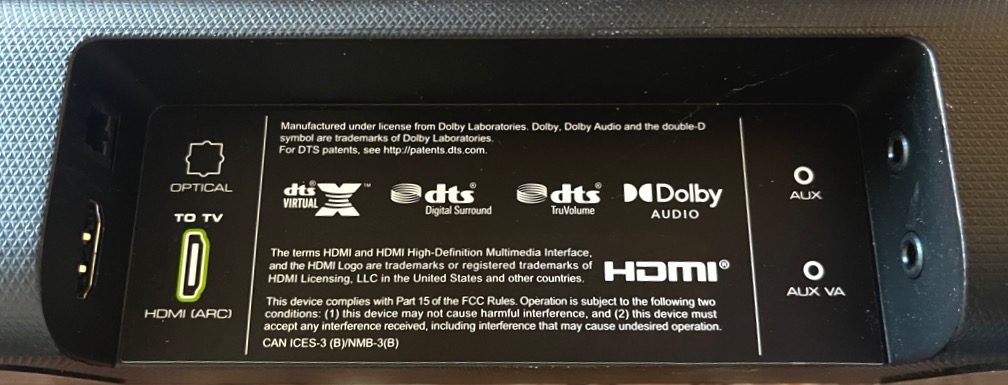 OPTICAL
TO TV
HDMI (ARC)
Manufactured under license from Dolby Laboratories. Dolby, Dolby Audio and the double-D
symbol are trademarks of Dolby Laboratories.
For DTS patents, see http://patents.dts.com.
dts® VIRTUAL X™
dts® Digital Surround
dts® TruVolume
Dolby AUDIO
The terms HDMI and HDMI High-Definition Multimedia Interface,
and the HDMI Logo are trademarks or registered trademarks of
HDMI Licensing, LLC in the United States and other countries.
HDMI®
This device complies with Part 15 of the FCC Rules. Operation is subject to the following two
conditions: (1) this device may not cause harmful interference, and (2) this device must
accept any interference received, including interference that may cause undesired operation.
CAN ICES-3 (B)/NMB-3(B)
AUX
AUX VA